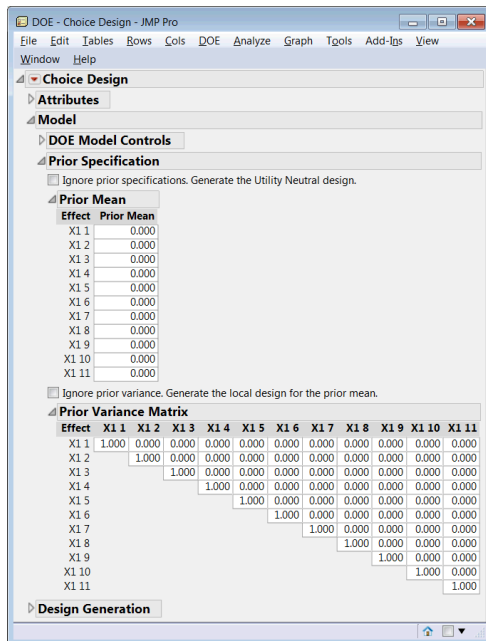 DOE - Choice Design - JMP Pro
File Edit Tables Rows Cols DOE Analyze Graph Tools Add-Ins View
Window Help
Choice Design
Attributes
Model
DOE Model Controls
Prior Specification
Ignore prior specifications. Generate the Utility Neutral design.
Prior Mean
Effect Prior Mean
X1 1 0.000
X1 2 0.000
X1 3 0.000
X1 4 0.000
X1 5 0.000
X1 6 0.000
X1 7 0.000
X1 8 0.000
X1 9 0.000
X1 10 0.000
X1 11 0.000
Ignore prior variance. Generate the local design for the prior mean.
Prior Variance Matrix
Effect X1 1 X1 2 X1 3 X1 4 X1 5 X1 6 X1 7 X1 8 X1 9 X1 10 X1 11
X1 1 1.000 0.000 0.000 0.000 0.000 0.000 0.000 0.000 0.000 0.000 0.000
X1 2 1.000 0.000 0.000 0.000 0.000 0.000 0.000 0.000 0.000 0.000
X1 3 1.000 0.000 0.000 0.000 0.000 0.000 0.000 0.000 0.000
X1 4 1.000 0.000 0.000 0.000 0.000 0.000 0.000 0.000
X1 5 1.000 0.000 0.000 0.000 0.000 0.000 0.000
X1 6 1.000 0.000 0.000 0.000 0.000 0.000
X1 7 1.000 0.000 0.000 0.000 0.000
X1 8 1.000 0.000 0.000 0.000
X1 9 1.000 0.000 0.000
X1 10 1.000 0.000
X1 11 1.000
Design Generation